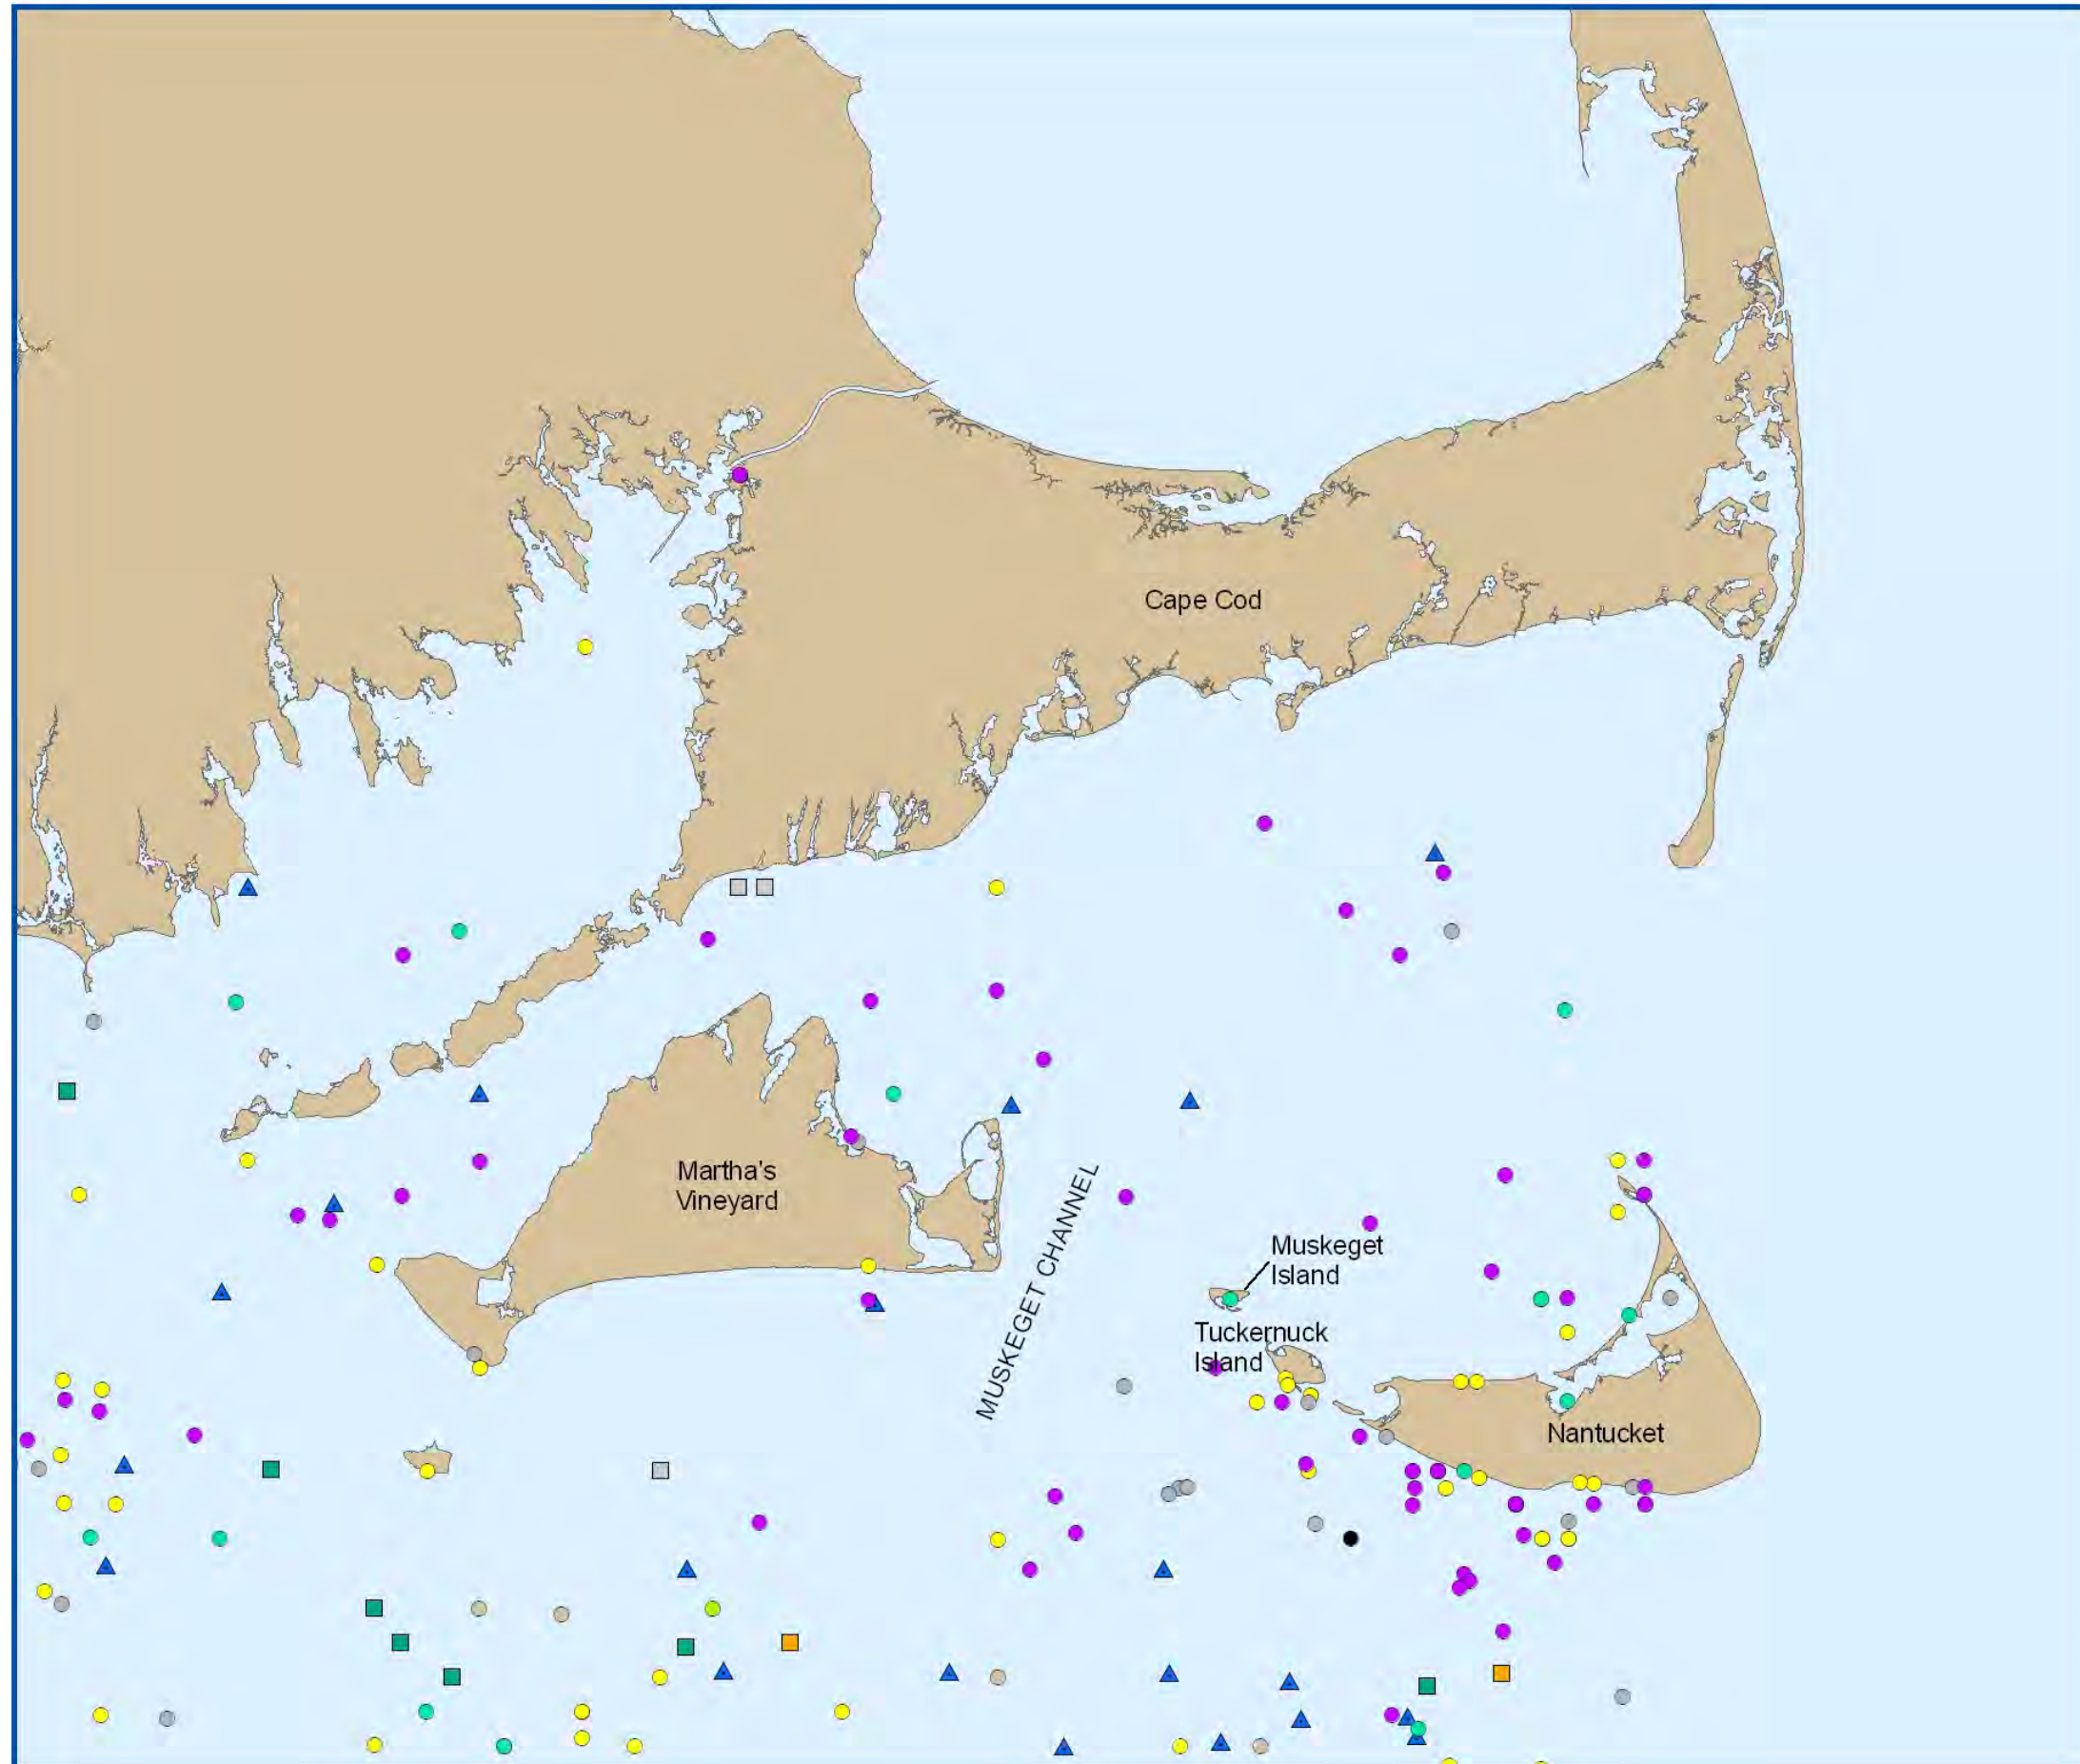 Cape Cod
Martha's
Vineyard
MUSKEGET CHANNEL
Muskeget
Island
Tuckernuck
Island
Nantucket